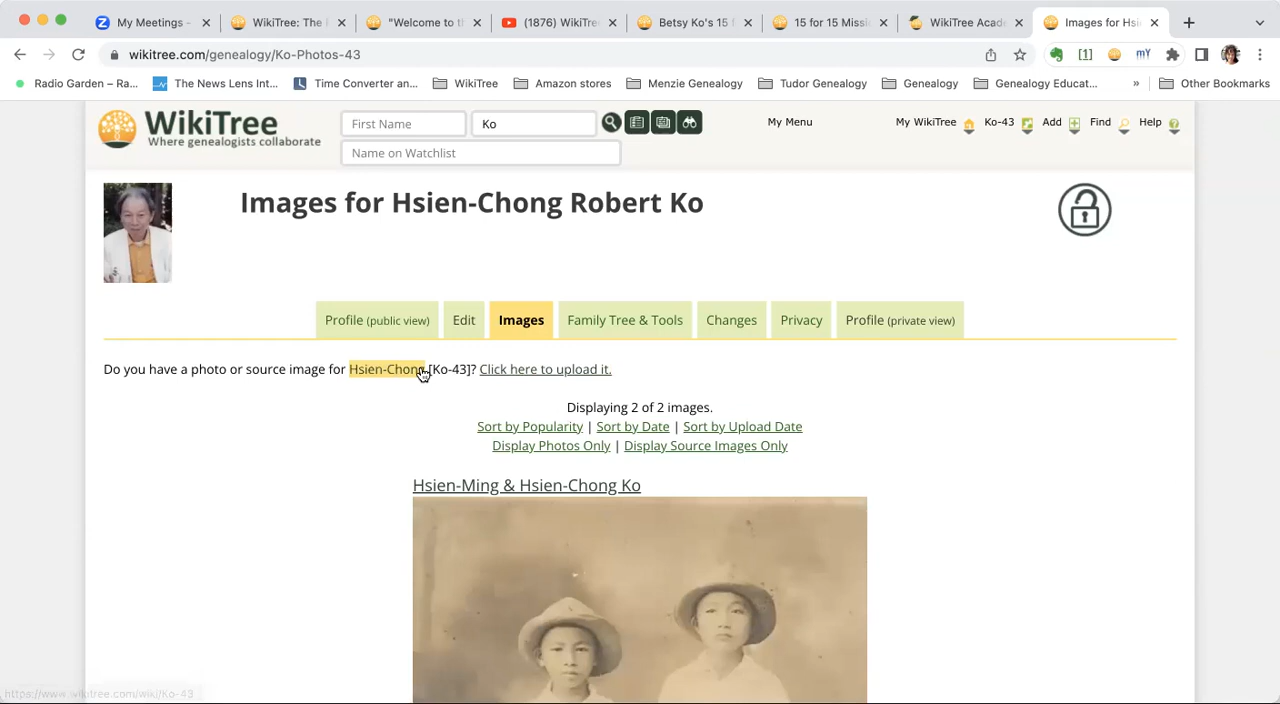 My Meetings -
WikiTree: The
"Welcome to t
(1876) WikiTre
Betsy Ko's 15
15 for 15 Missi
WikiTree Acad
Images for Hsi
wikitree.com/genealogy/Ko-Photos-43
[1]
mY
Radio Garden – Ra...
The News Lens Int...
Time Converter an...
WikiTree
Amazon stores
Menzie Genealogy
Tudor Genealogy
Genealogy
Genealogy Educat...
»
Other Bookmarks
WikiTree
Where genealogists collaborate
First Name
Ko
Name on Watchlist
My Menu
My WikiTree
Ko-43
Add
Find
Help
Images for Hsien-Chong Robert Ko
Profile (public view)
Edit
Images
Family Tree & Tools
Changes
Privacy
Profile (private view)
Do you have a photo or source image for Hsien-Chong [Ko-43]? Click here to upload it.
Displaying 2 of 2 images.
Sort by Popularity | Sort by Date | Sort by Upload Date
Display Photos Only | Display Source Images Only
Hsien-Ming & Hsien-Chong Ko
https://www.wikitree.com/wiki/Ko-43